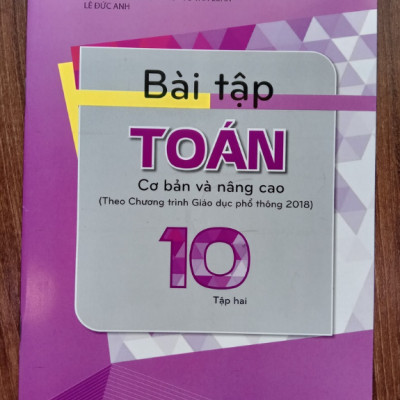 LÊ ĐỨC ANH
Bài tập
TOÁN
Cơ bản và nâng cao
(Theo Chương trình Giáo dục phổ thông 2018)
10
Tập hai